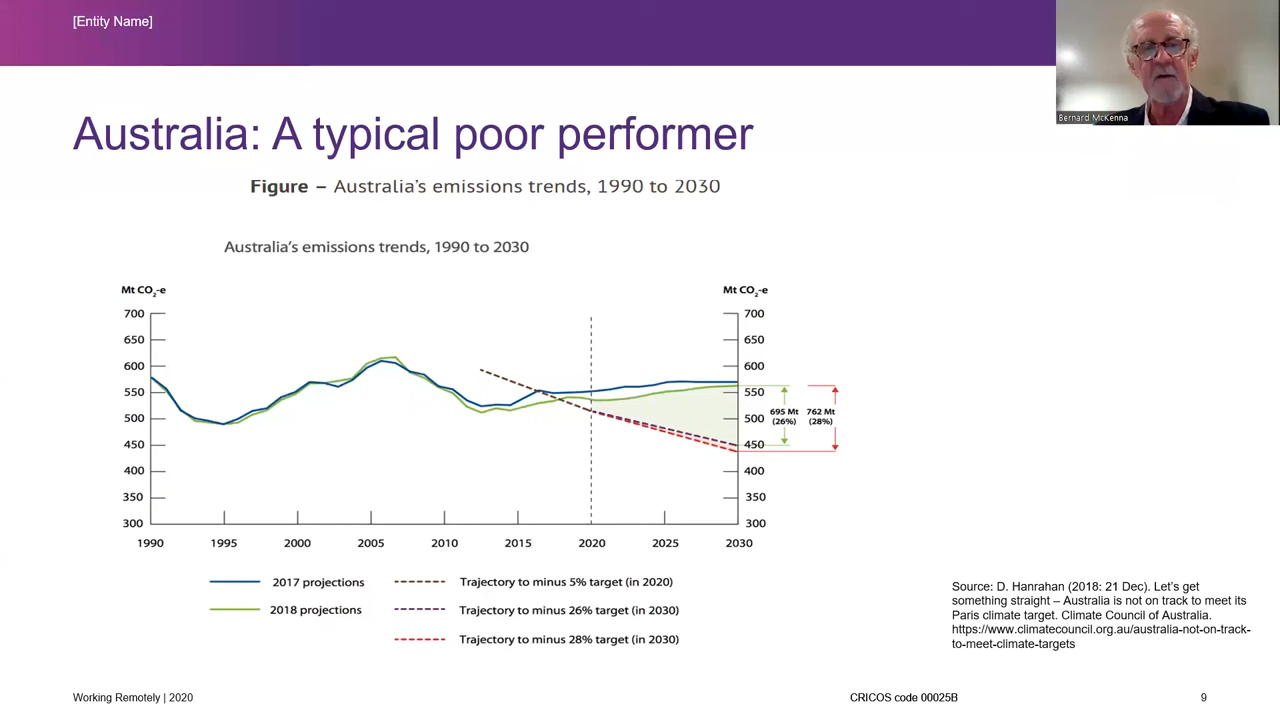 [Entity Name]
Bernard McKenna
Australia: A typical poor performer
Figure – Australia's emissions trends, 1990 to 2030
Australia's emissions trends, 1990 to 2030
Mt CO2-e Mt CO2-e
700 700
650 650
600 600
550 550
695 Mt 762 Mt
(26%) (28%)
500 500
450 450
400 400
350 350
300 300
1990 1995 2000 2005 2010 2015 2020 2025 2030
2017 projections Trajectory to minus 5% target (in 2020)
2018 projections Trajectory to minus 26% target (in 2030)
Trajectory to minus 28% target (in 2030)
Source: D. Hanrahan (2018: 21 Dec). Let's get
something straight – Australia is not on track to meet its
Paris climate target. Climate Council of Australia.
https://www.climatecouncil.org.au/australia-not-on-track-
to-meet-climate-targets
Working Remotely | 2020 CRICOS code 00025B 9